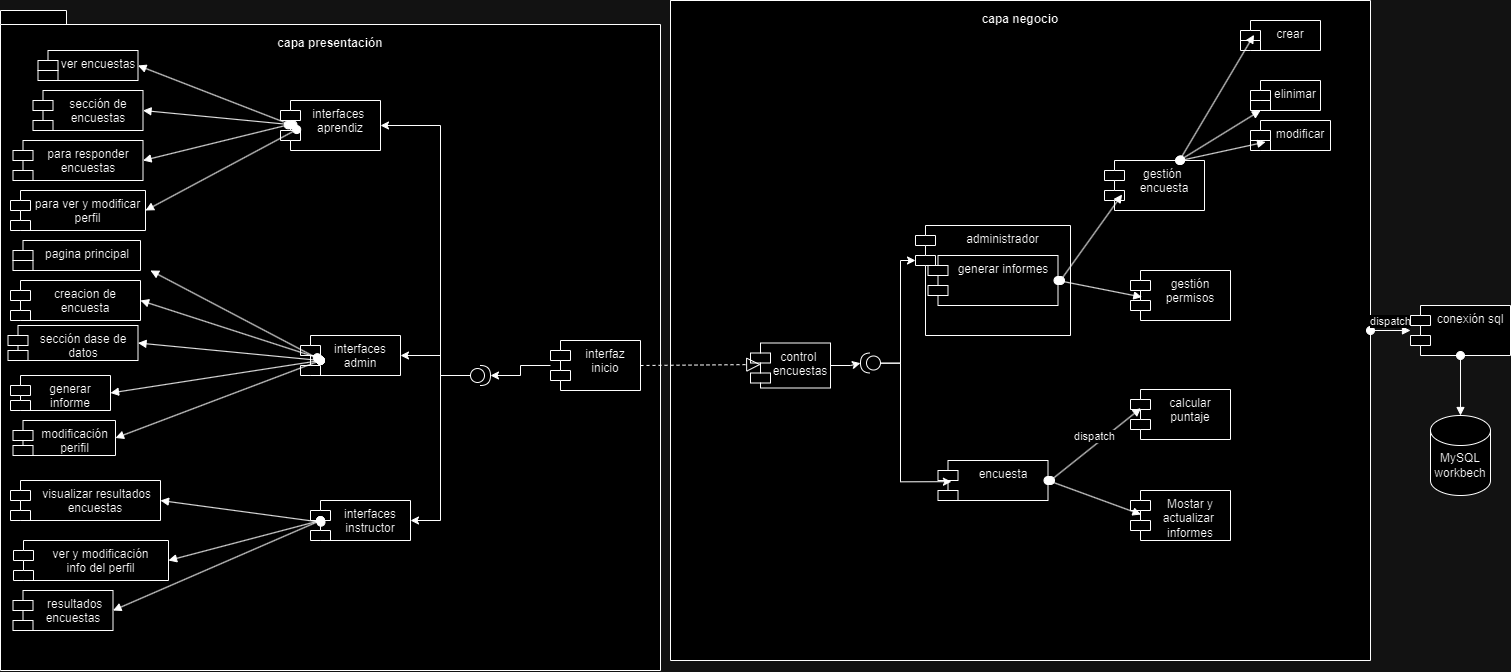 capa presentación
ver encuestas
sección de
encuestas
para responder
encuestas
para ver y modificar
perfil
pagina principal
creacion de
encuesta
sección dase de
datos
generar
informe
modificación
perifil
visualizar resultados
encuestas
ver y modificación
info del perfil
resultados
encuestas
interfaces
aprendiz
interfaces
admin
interfaces
instructor
interfaz
inicio
capa negocio
control
encuestas
administrador
generar informes
encuesta
gestión
encuesta
crear
elinimar
modificar
gestión
permisos
calcular
puntaje
dispatch
Mostar y
actualizar
informes
dispatch
conexión sql
MySQL
workbech